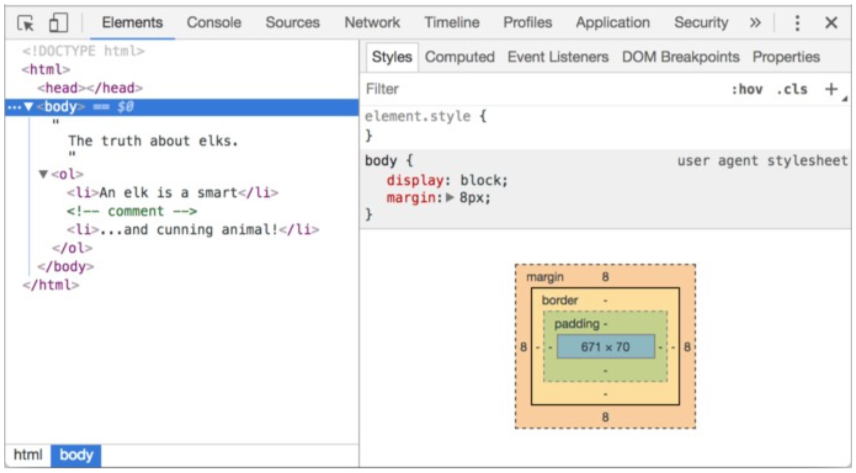 Elements Console Sources Network Timeline Profiles Application Security »
<!DOCTYPE html>
<html>
<head></head>
...▼<body> == $0
"
The truth about elks.
"
▼<ol>
<li>An elk is a smart</li>
<!-- comment -->
<li>...and cunning animal!</li>
</ol>
</body>
</html>
html body
Styles Computed Event Listeners DOM Breakpoints Properties
Filter :hov .cls +
element.style {
}
body { user agent stylesheet
display: block;
margin:▶ 8px;
}
margin 8
border -
padding -
8 - - 671 × 70 - - 8
-
-
8